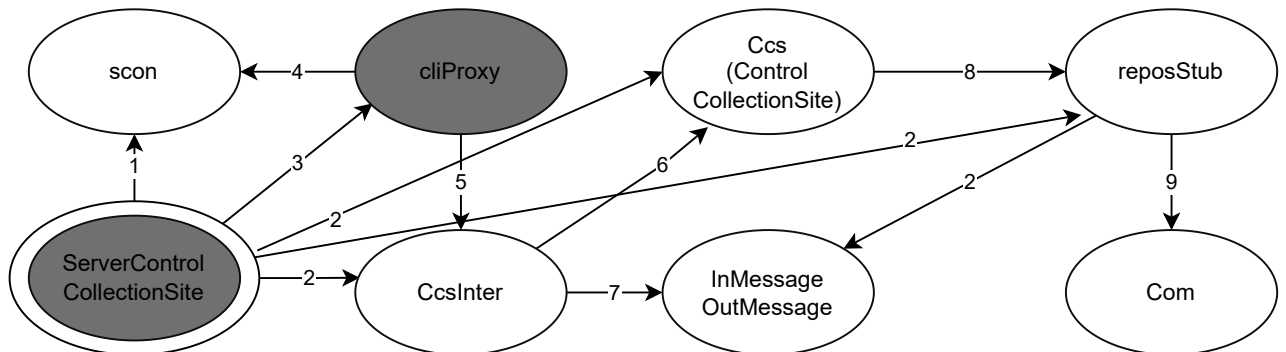 scon
4
cliProxy
Ccs
(Control
CollectionSite)
8
reposStub
1
3
2
5
6
2
2
9
ServerControl
CollectionSite
2
CcsInter
7
InMessage
OutMessage
Com